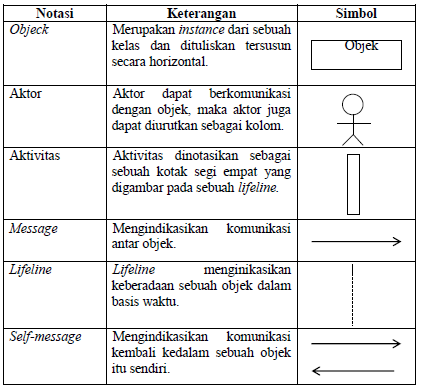 Notasi Keterangan Simbol
Objeck Merupakan instance dari sebuah
kelas dan dituliskan tersusun
secara horizontal.
Objek
Aktor Aktor dapat berkomunikasi
dengan objek, maka aktor juga
dapat diurutkan sebagai kolom.
Aktivitas Aktivitas dinotasikan sebagai
sebuah kotak segi empat yang
digambar pada sebuah lifeline.
Message Mengindikasikan komunikasi
antar objek.
Lifeline Lifeline menginikasikan
keberadaan sebuah objek dalam
basis waktu.
Self-message Mengindikasikan komunikasi
kembali kedalam sebuah objek
itu sendiri.